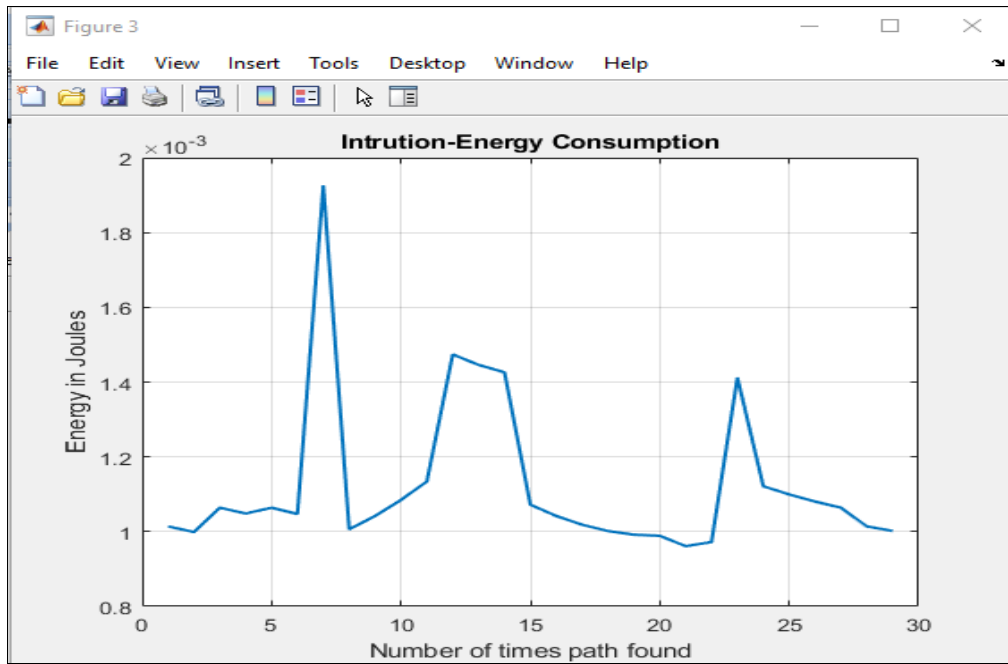 Figure 3
File Edit View Insert Tools Desktop Window Help
× 10⁻³
Intrution-Energy Consumption
2
1.8
1.6
1.4
1.2
1
0.8
Energy in Joules
0 5 10 15 20 25 30
Number of times path found